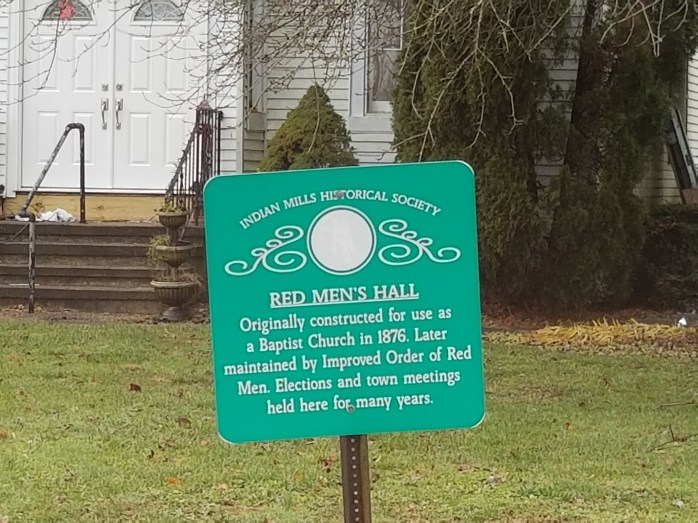 INDIAN MILLS HISTORICAL SOCIETY
RED MEN'S HALL
Originally constructed for use as
a Baptist Church in 1876. Later
maintained by Improved Order of Red
Men. Elections and town meetings
held here for many years.